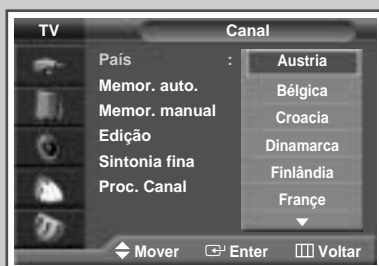 TV Canal
País : Austria
Memor. auto. Bélgica
Memor. manual Croacia
Edição Dinamarca
Sintonia fina Finlândia
Proc. Canal Françe
Mover Enter Voltar